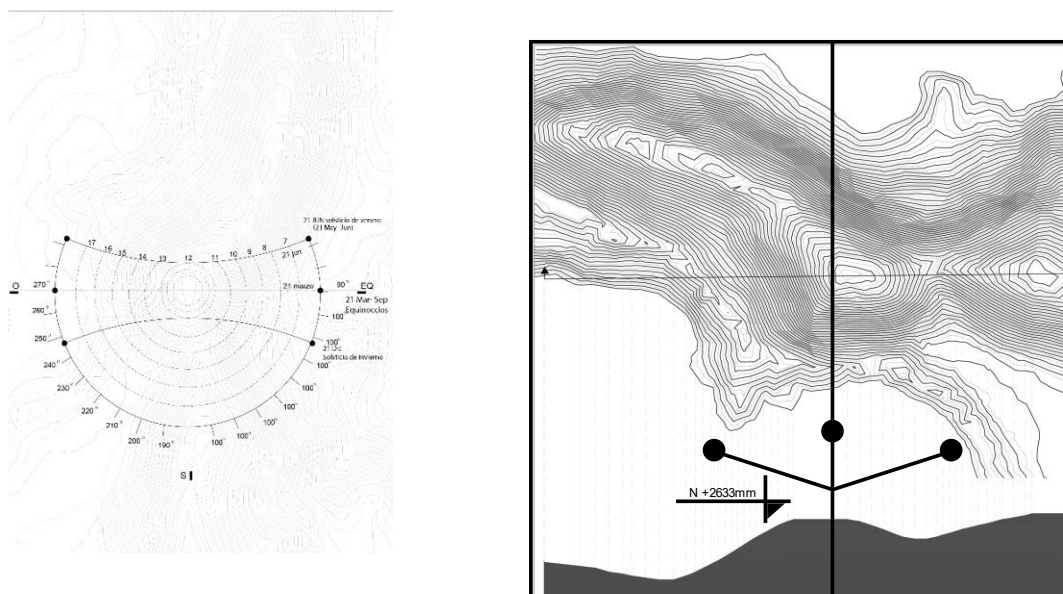 21 JUN solsticio de verano
(21 May Jun)
17
16
15
14
13
12
11
10
9
8
7
21 jun
O
270°
21 marzo
90°
EQ
21 Mar- Sep
Equinoccios
260°
100
250°
100°
21 Dic
Solsticio de Invierno
240°
100°
230°
100°
220°
100°
210°
100°
200°
190°
100°
100°
S
N +2633mm